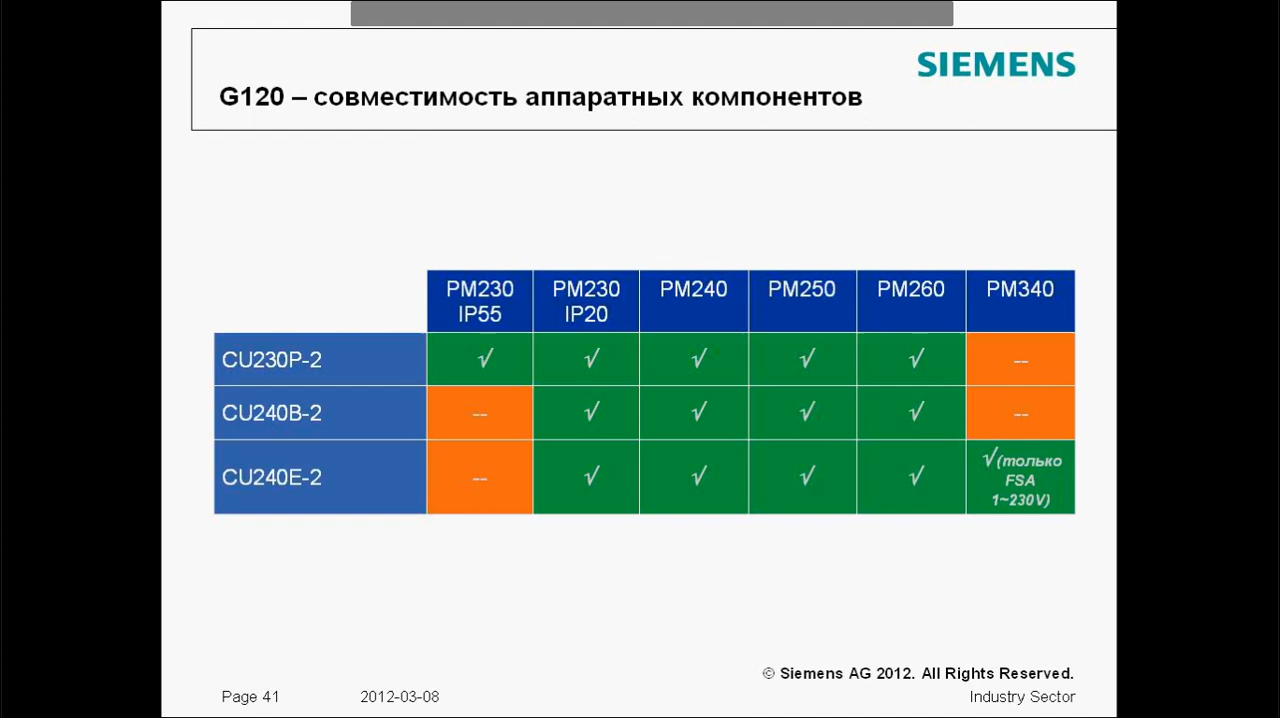 SIEMENS
G120 – совместимость аппаратных компонентов
PM230 IP55 PM230 IP20 PM240 PM250 PM260 PM340
CU230P-2 √ √ √ √ √ --
CU240B-2 -- √ √ √ √ --
CU240E-2 -- √ √ √ √ √(только FSA 1~230V)
© Siemens AG 2012. All Rights Reserved.
Page 41 2012-03-08 Industry Sector